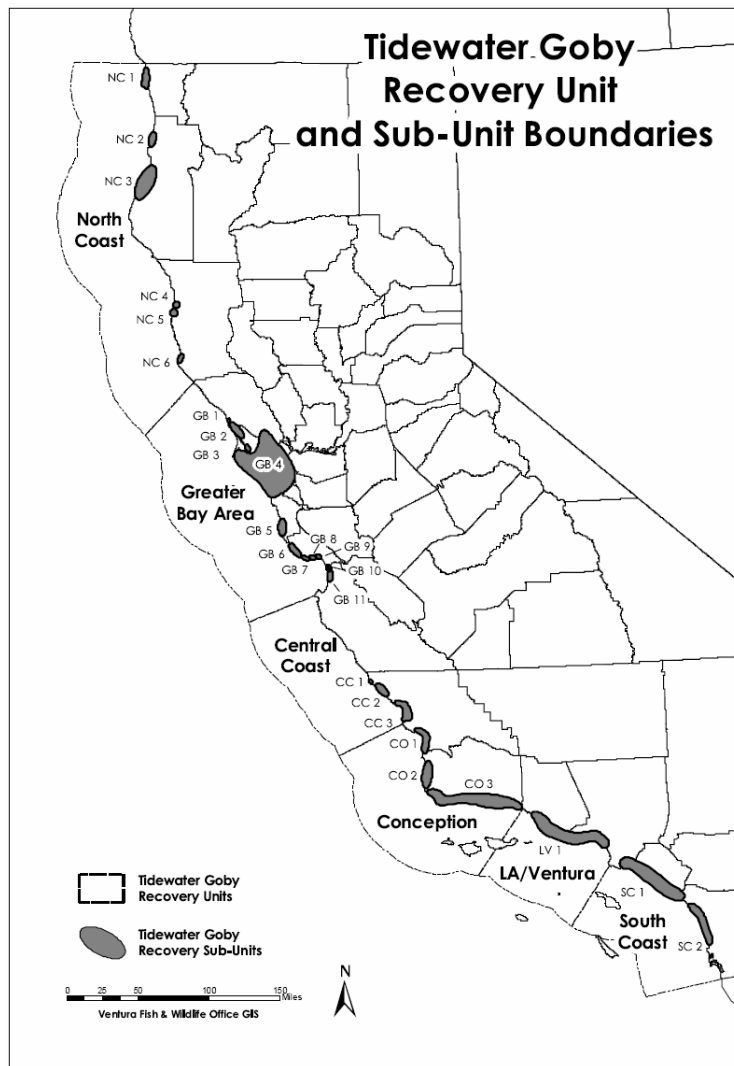 Tidewater Goby
Recovery Unit
and Sub-Unit Boundaries
NC 1
NC 2
NC 3
North
Coast
NC 4
NC 5
NC 6
GB 1
GB 2
GB 3
GB 4
Greater
Bay Area
GB 5
GB 6
GB 8
GB 9
GB 7
GB 10
GB 11
Central
Coast
CC 1
CC 2
CC 3
CO 1
CO 2
CO 3
Conception
LV 1
LA/Ventura
SC 1
South
Coast
SC 2
Tidewater Goby
Recovery Units
Tidewater Goby
Recovery Sub-Units
0 25 50 100 150
Miles
Ventura Fish & Wildlife Office GIS
N